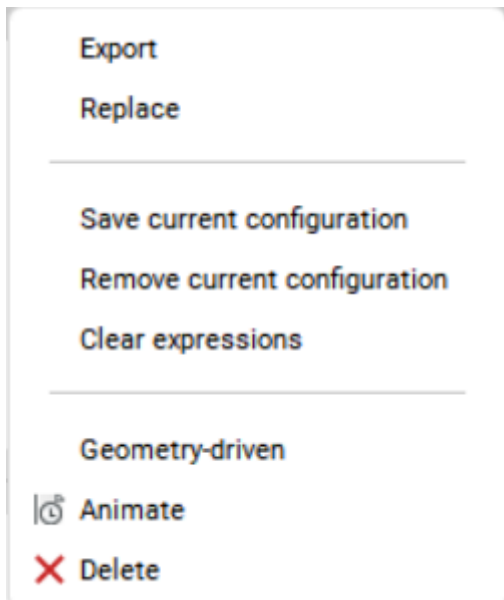 Export
Replace
Save current configuration
Remove current configuration
Clear expressions
Geometry-driven
Animate
Delete